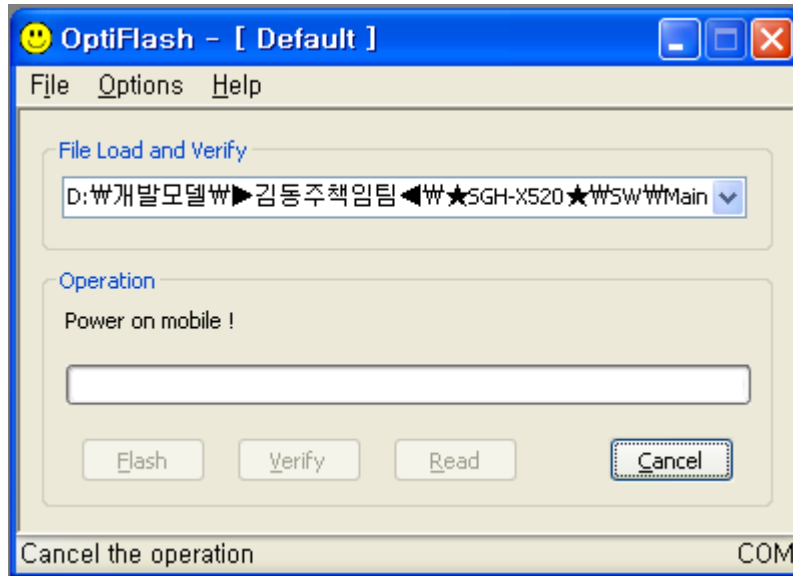 OptiFlash - [ Default ]
File Options Help
File Load and Verify
D:₩개발모델₩▶김동주책임팀◀₩★SGH-X520★₩SW₩Main
Operation
Power on mobile !
Flash Verify Read Cancel
Cancel the operation COM